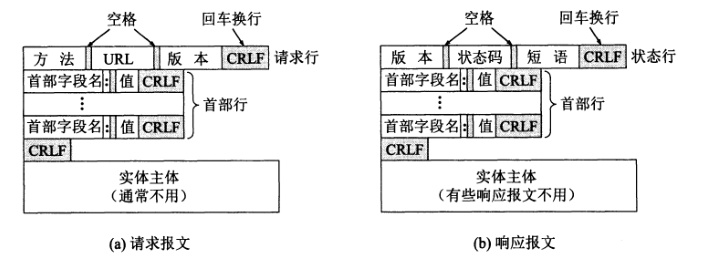 空格 回车换行
方 法 URL 版 本 CRLF 请求行
首部字段名: 值 CRLF
⋮
首部行
首部字段名: 值 CRLF
CRLF
实体主体
（通常不用）
(a) 请求报文
空格 回车换行
版 本 状态码 短 语 CRLF 状态行
首部字段名: 值 CRLF
⋮
首部行
首部字段名: 值 CRLF
CRLF
实体主体
（有些响应报文不用）
(b) 响应报文